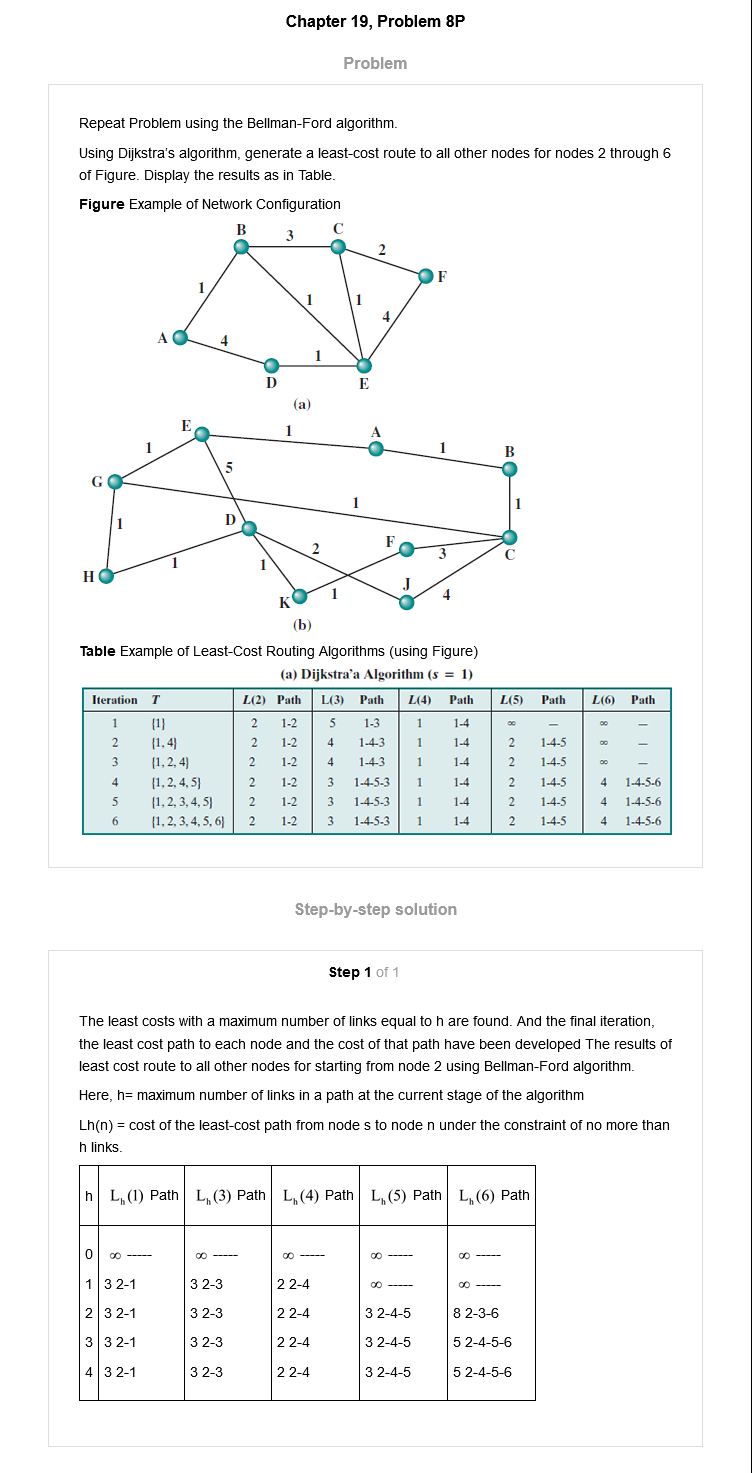 Chapter 19, Problem 8P
Problem
Repeat Problem using the Bellman-Ford algorithm.
Using Dijkstra's algorithm, generate a least-cost route to all other nodes for nodes 2 through 6
of Figure. Display the results as in Table.
Figure Example of Network Configuration
B 3 C
2
F
1
1 1
4
A 4
1
D E
(a)
E 1 A
1 1 B
5
G
1 1
1 D
F
2 3 C
1 1
H J
K 1 4
(b)
Table Example of Least-Cost Routing Algorithms (using Figure)
(a) Dijkstra'a Algorithm (s = 1)
Iteration T L(2) Path L(3) Path L(4) Path L(5) Path L(6) Path
1 {1} 2 1-2 5 1-3 1 1-4 ∞ — ∞ —
2 {1, 4} 2 1-2 4 1-4-3 1 1-4 2 1-4-5 ∞ —
3 {1, 2, 4} 2 1-2 4 1-4-3 1 1-4 2 1-4-5 ∞ —
4 {1, 2, 4, 5} 2 1-2 3 1-4-5-3 1 1-4 2 1-4-5 4 1-4-5-6
5 {1, 2, 3, 4, 5} 2 1-2 3 1-4-5-3 1 1-4 2 1-4-5 4 1-4-5-6
6 {1, 2, 3, 4, 5, 6} 2 1-2 3 1-4-5-3 1 1-4 2 1-4-5 4 1-4-5-6
Step-by-step solution
Step 1 of 1
The least costs with a maximum number of links equal to h are found. And the final iteration,
the least cost path to each node and the cost of that path have been developed The results of
least cost route to all other nodes for starting from node 2 using Bellman-Ford algorithm.
Here, h= maximum number of links in a path at the current stage of the algorithm
Lh(n) = cost of the least-cost path from node s to node n under the constraint of no more than
h links.
h Lh(1) Path Lh(3) Path Lh(4) Path Lh(5) Path Lh(6) Path
0 ∞ ----- ∞ ----- ∞ ----- ∞ ----- ∞ -----
1 3 2-1 3 2-3 2 2-4 ∞ ----- ∞ -----
2 3 2-1 3 2-3 2 2-4 3 2-4-5 8 2-3-6
3 3 2-1 3 2-3 2 2-4 3 2-4-5 5 2-4-5-6
4 3 2-1 3 2-3 2 2-4 3 2-4-5 5 2-4-5-6